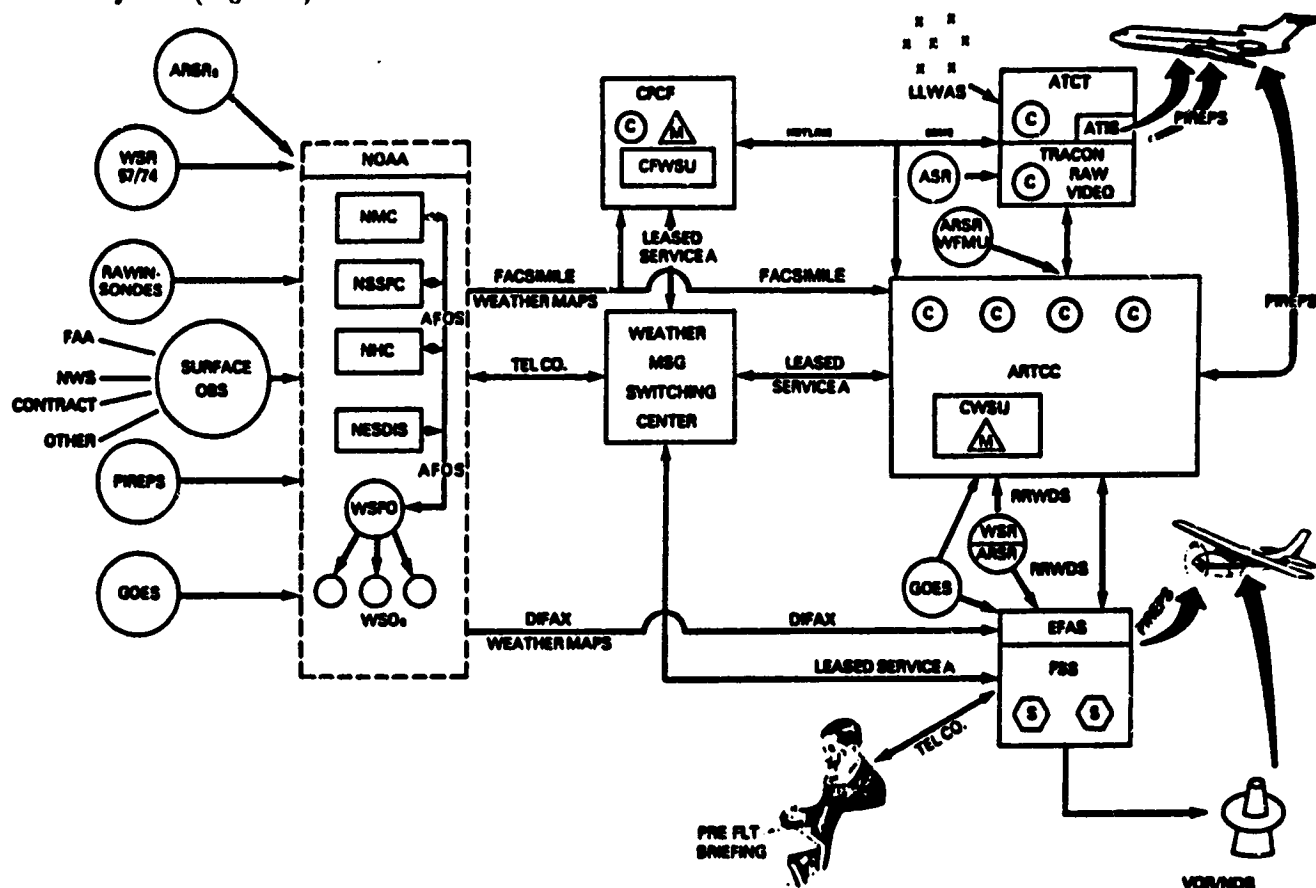 ARSRs
WSR
57/74
RAWIN-
SONDES
FAA
NWS
CONTRACT
OTHER
SURFACE
OBS
PIREPS
GOES
NOAA
NMC
NSSFC
AFOS
NHC
NESDIS
AFOS
WSFO
WSOs
FACSIMILE
WEATHER MAPS
TEL CO.
DIFAX
WEATHER MAPS
CFCF
C
M
CFWSU
LEASED
SERVICE A
WEATHER
MSG
SWITCHING
CENTER
HOTLINE
FACSIMILE
LEASED
SERVICE A
DIFAX
LEASED SERVICE A
TEL CO.
PRE FLT
BRIEFING
LLWAS
ATCT
C
ATIS
TRACON
C
RAW
VIDEO
PIREPS
ASR
ARSR
WFMU
C
C
C
C
ARTCC
CWSU
M
PIREPS
RRWDS
WSR
ARSR
RRWDS
GOES
EFAS
FSS
S
S
PIREPS
VOR/NDB